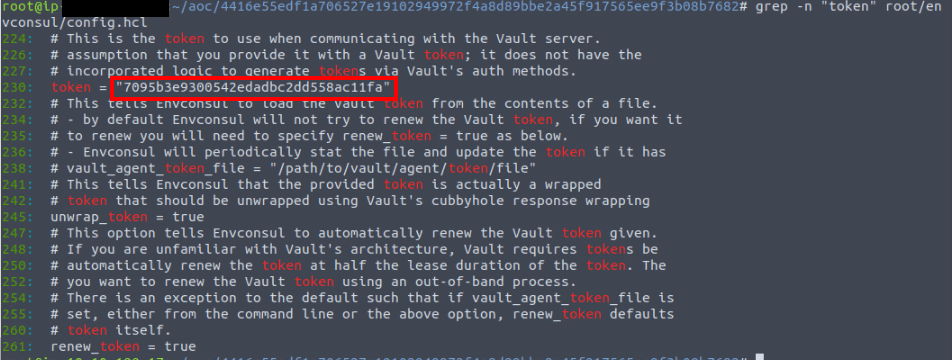 root@ip- :~/aoc/4416e55edf1a706527e19102949972f4a8d89bbe2a45f917565ee9f3b08b7682# grep -n "token" root/en
vconsul/config.hcl
224: # This is the token to use when communicating with the Vault server.
226: # assumption that you provide it with a Vault token; it does not have the
227: # incorporated logic to generate tokens via Vault's auth methods.
230: token = "7095b3e9300542edadbc2dd558ac11fa"
232: # This tells Envconsul to load the Vault token from the contents of a file.
234: # - by default Envconsul will not try to renew the Vault token, if you want it
235: # to renew you will need to specify renew_token = true as below.
236: # - Envconsul will periodically stat the file and update the token if it has
238: # vault_agent_token_file = "/path/to/vault/agent/token/file"
241: # This tells Envconsul that the provided token is actually a wrapped
242: # token that should be unwrapped using Vault's cubbyhole response wrapping
245: unwrap_token = true
247: # This option tells Envconsul to automatically renew the Vault token given.
248: # If you are unfamiliar with Vault's architecture, Vault requires tokens be
250: # automatically renew the token at half the lease duration of the token. The
252: # you want to renew the Vault token using an out-of-band process.
254: # There is an exception to the default such that if vault_agent_token_file is
255: # set, either from the command line or the above option, renew_token defaults
260: # token itself.
261: renew_token = true